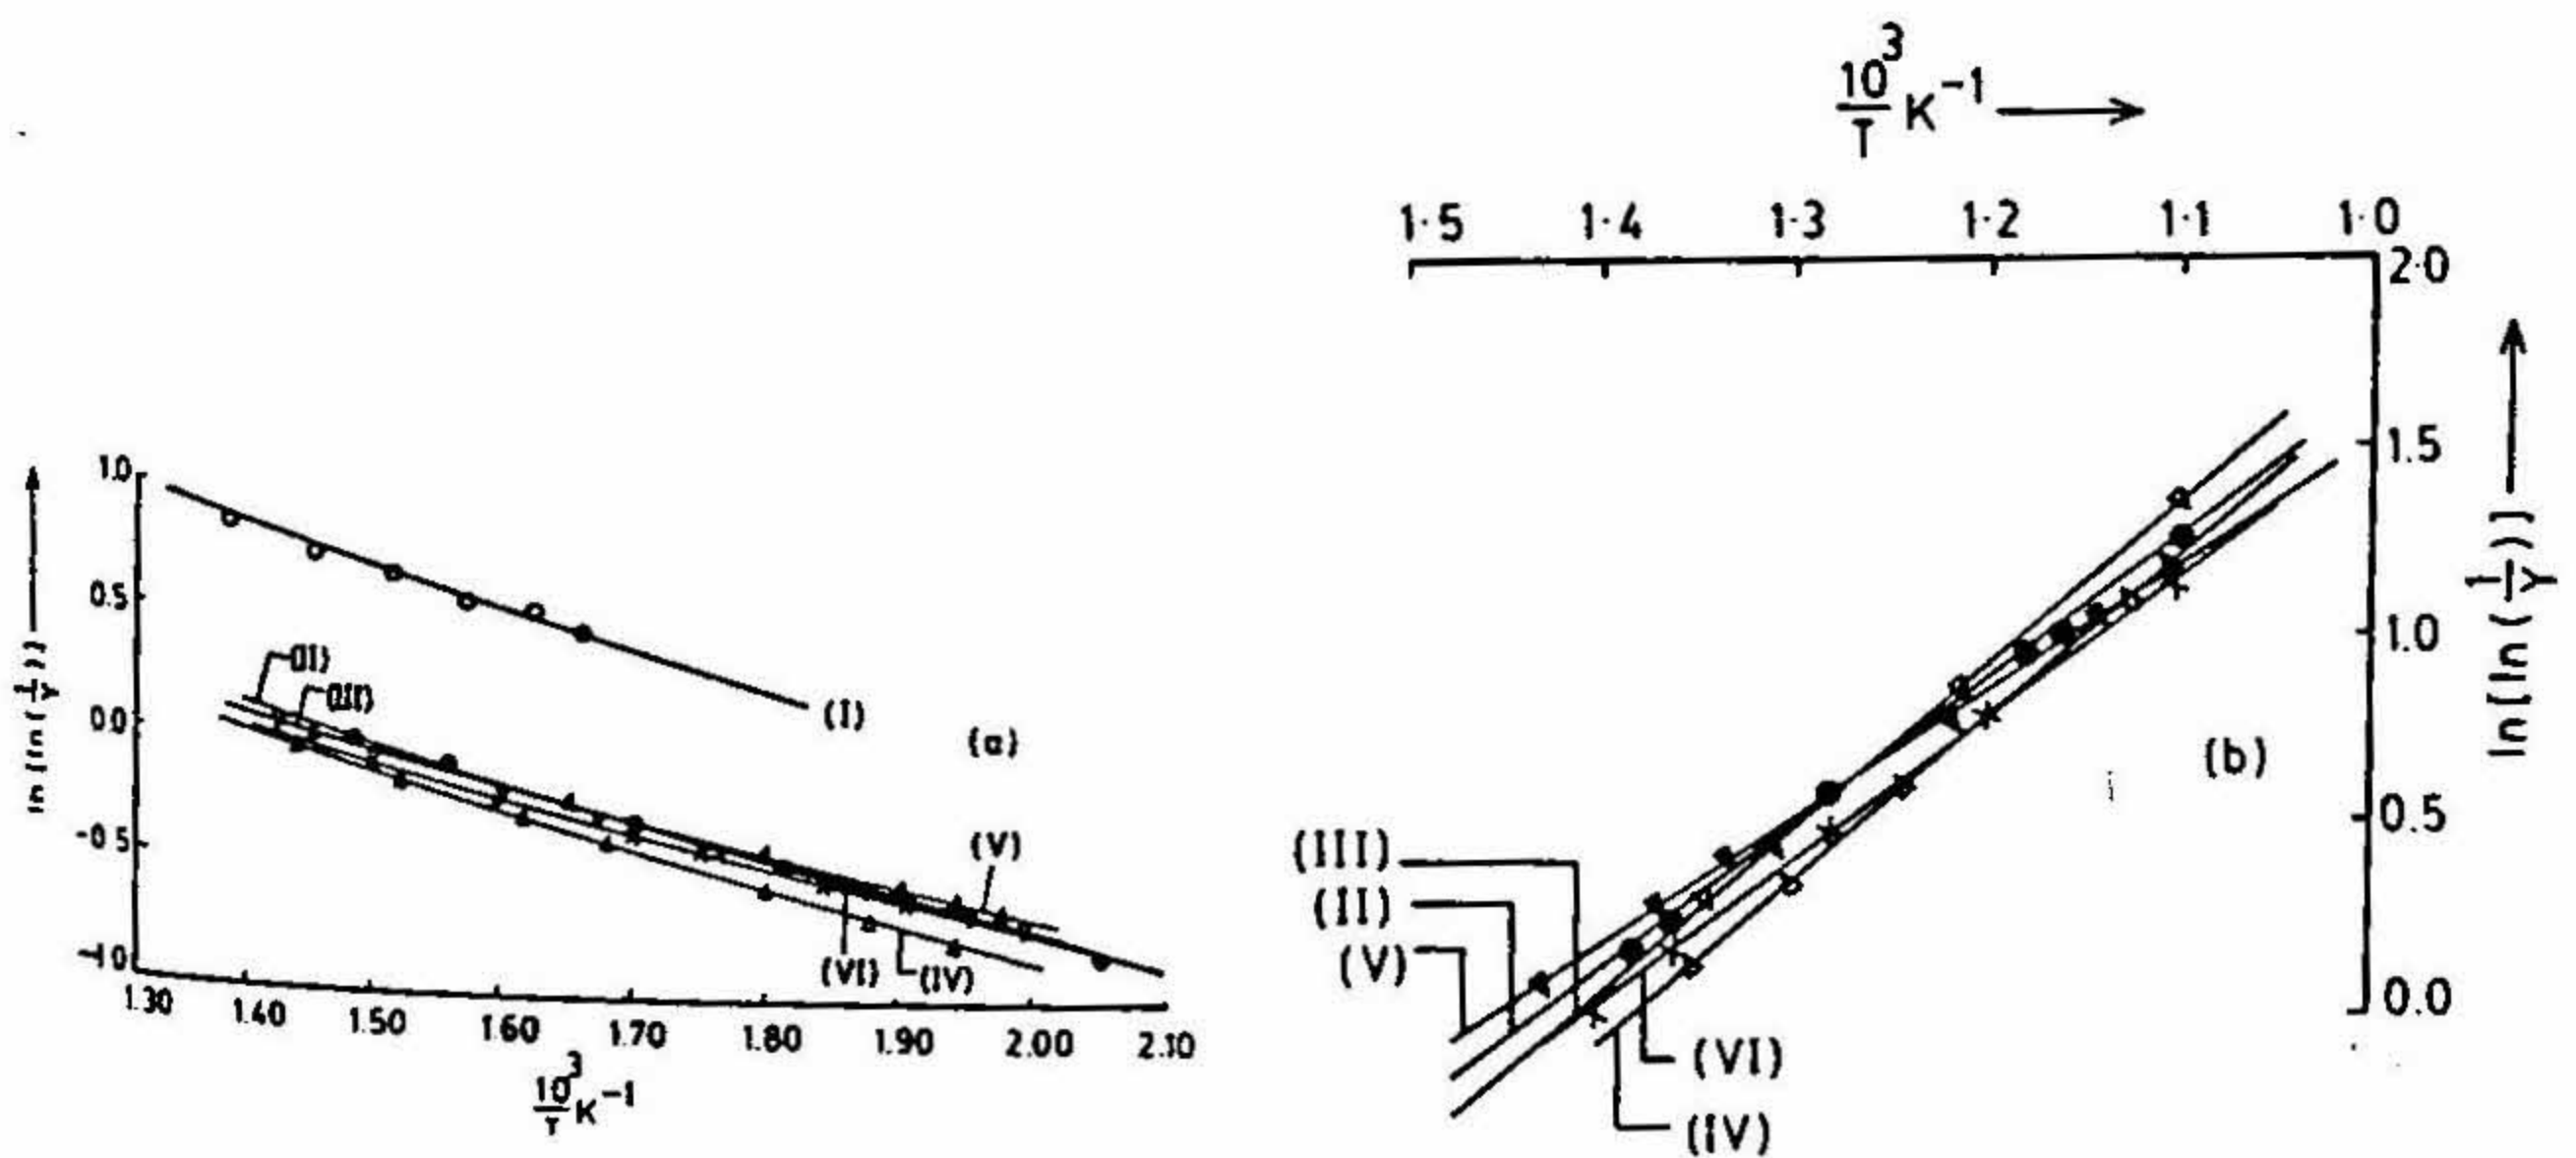 1.0
0.5
0.0
-0.5
-1.0
ln [ln (1/Y)]
(I)
(II)
(III)
(V)
(VI)
(IV)
(a)
1.30 1.40 1.50 1.60 1.70 1.80 1.90 2.00 2.10
10³/T K⁻¹
10³/T K⁻¹
1.5 1.4 1.3 1.2 1.1 1.0
2.0
1.5
1.0
0.5
0.0
ln[ln(1/Y)]
(b)
(III)
(II)
(V)
(VI)
(IV)